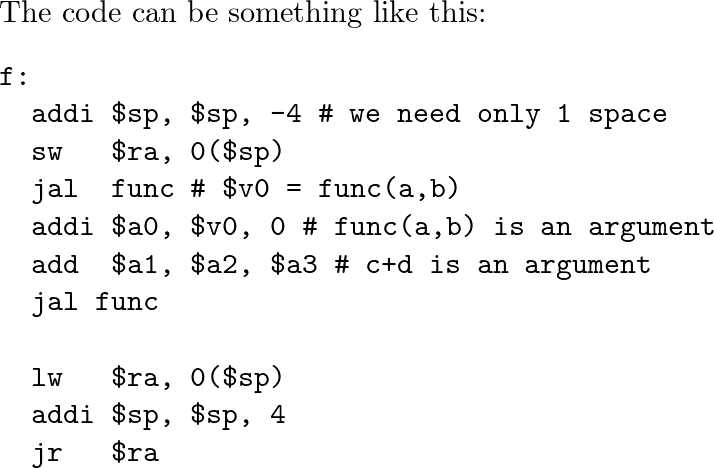 The code can be something like this:
f:
addi $sp, $sp, -4 # we need only 1 space
sw $ra, 0($sp)
jal func # $v0 = func(a,b)
addi $a0, $v0, 0 # func(a,b) is an argument
add $a1, $a2, $a3 # c+d is an argument
jal func
lw $ra, 0($sp)
addi $sp, $sp, 4
jr $ra